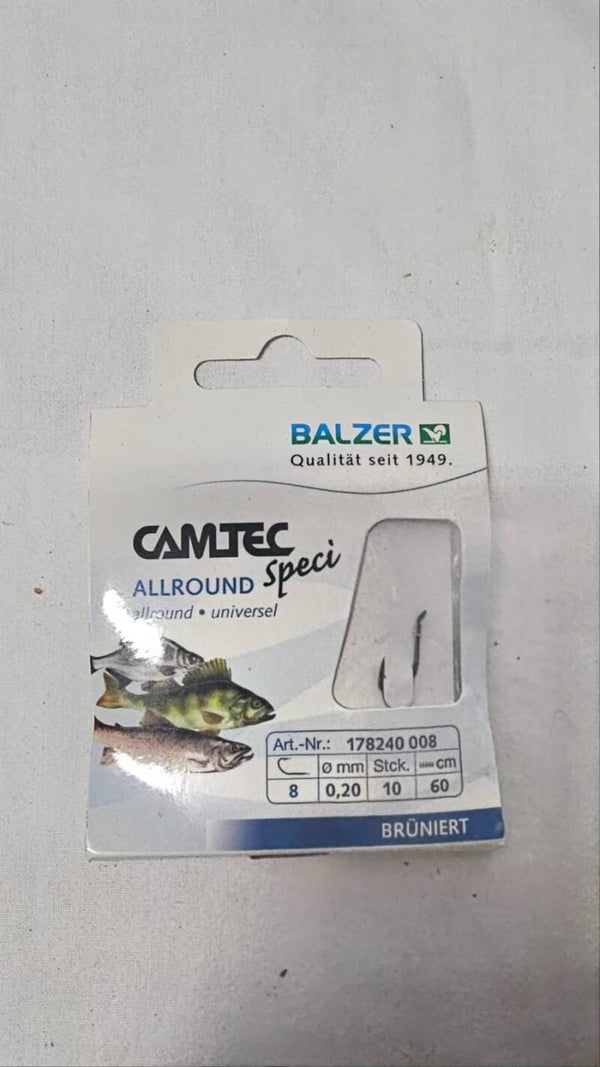 BALZER
Qualität seit 1949.
CAMTEC
Speci
ALLROUND
allround • universel
Art.-Nr.: 178240 008
ø mm Stck. cm
8 0,20 10 60
BRÜNIERT